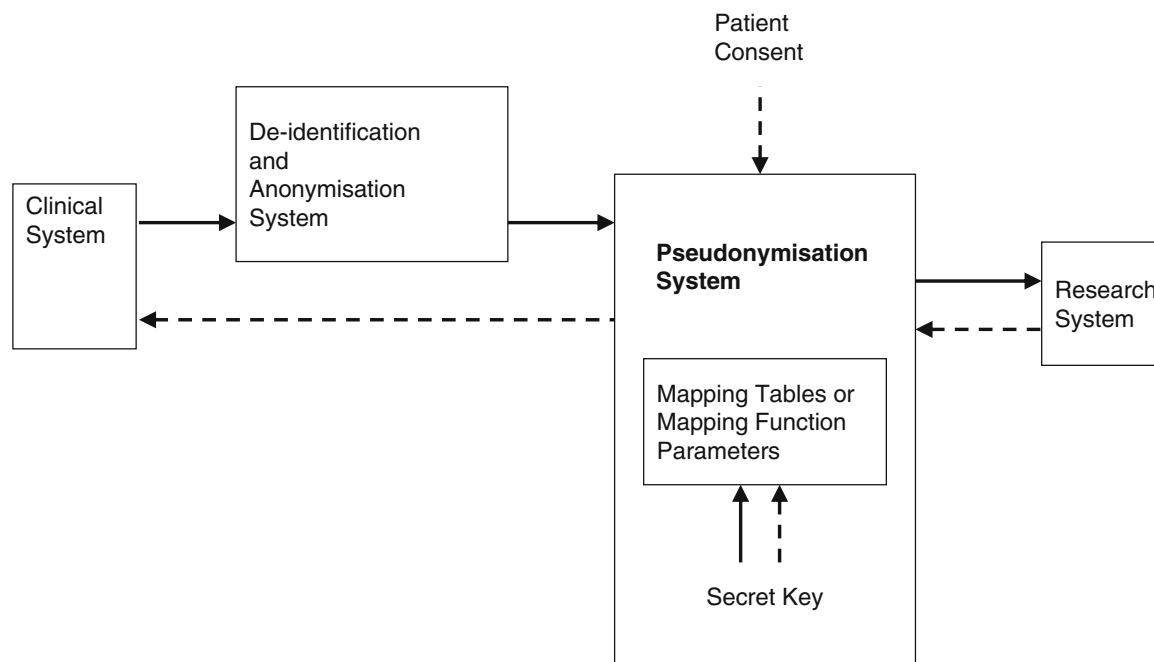 Patient
Consent
De-identification
and
Anonymisation
System
Clinical
System
Pseudonymisation
System
Research
System
Mapping Tables or
Mapping Function
Parameters
Secret Key